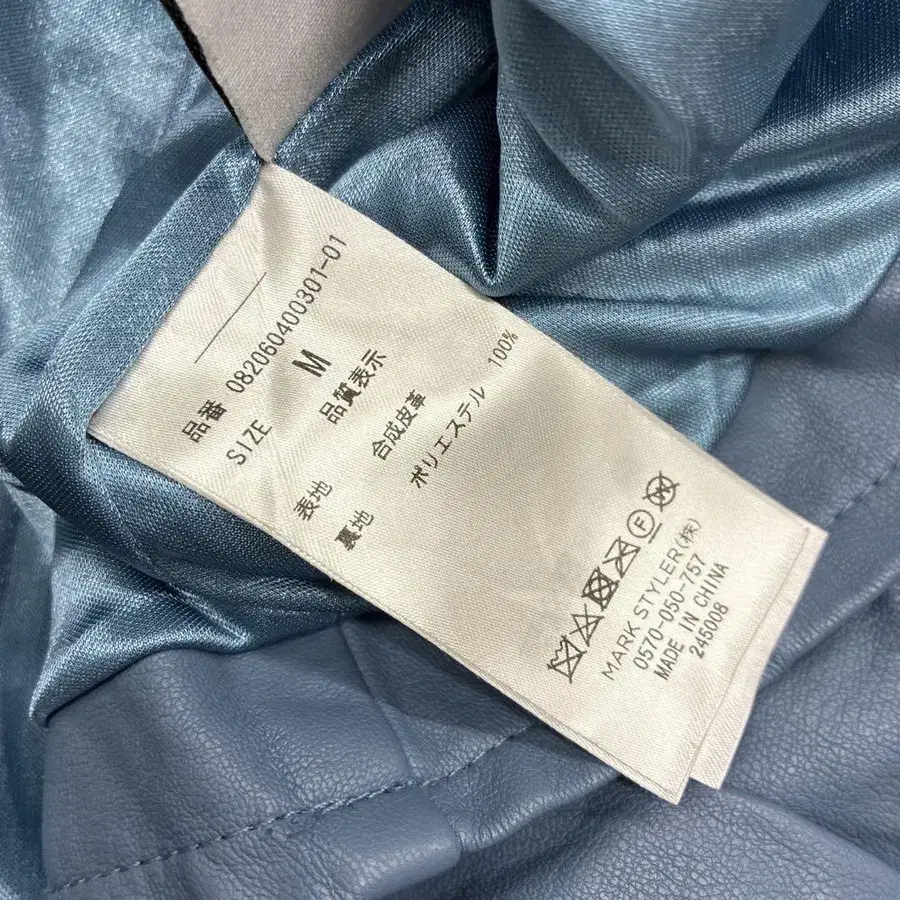 品番 082060400301-01
SIZE M
品質表示
表地 合成皮革
裏地 ポリエステル 100%
MARK STYLER(株)
0570-050-757
MADE IN CHINA
245008